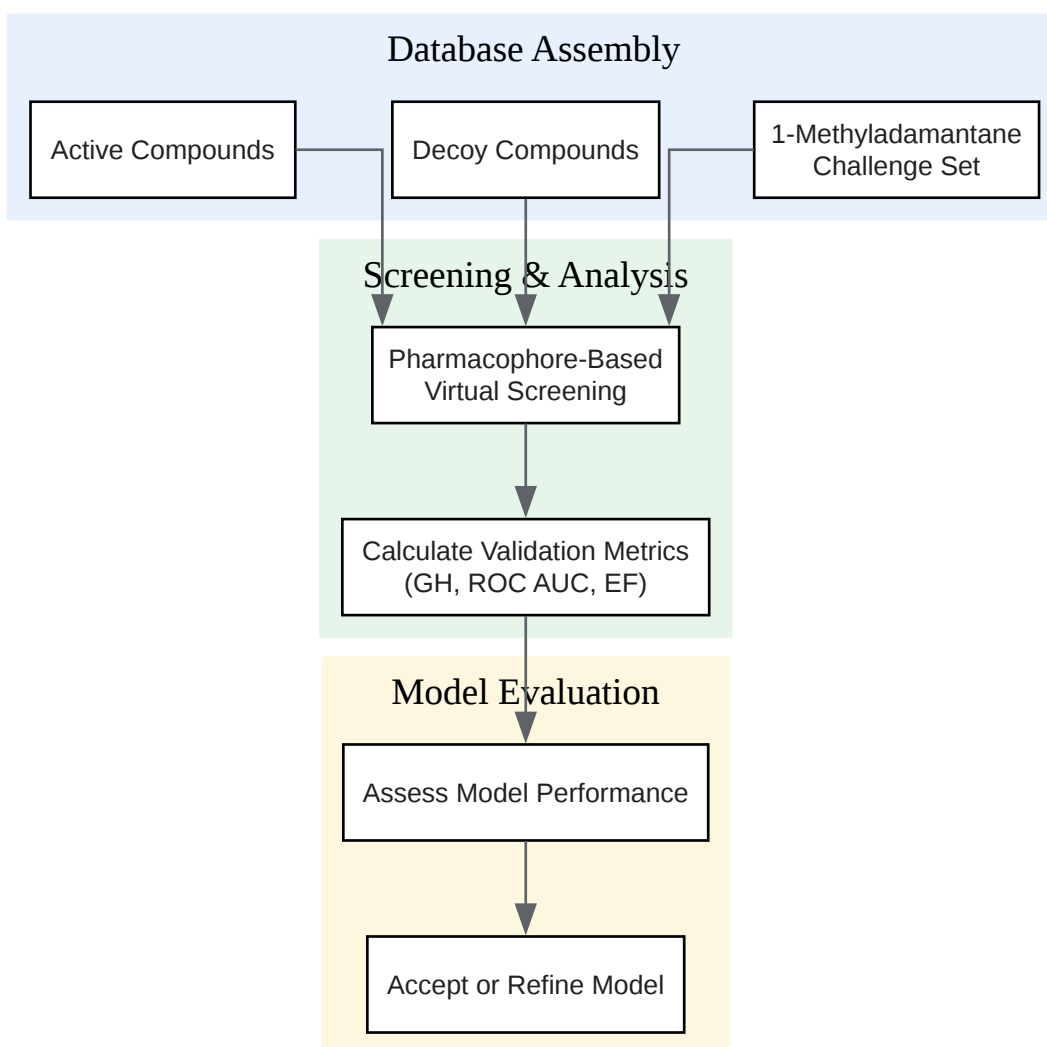 Database Assembly
Active Compounds
Decoy Compounds
1-Methyladamantane
Challenge Set
Screening & Analysis
Pharmacophore-Based
Virtual Screening
Calculate Validation Metrics
(GH, ROC AUC, EF)
Model Evaluation
Assess Model Performance
Accept or Refine Model